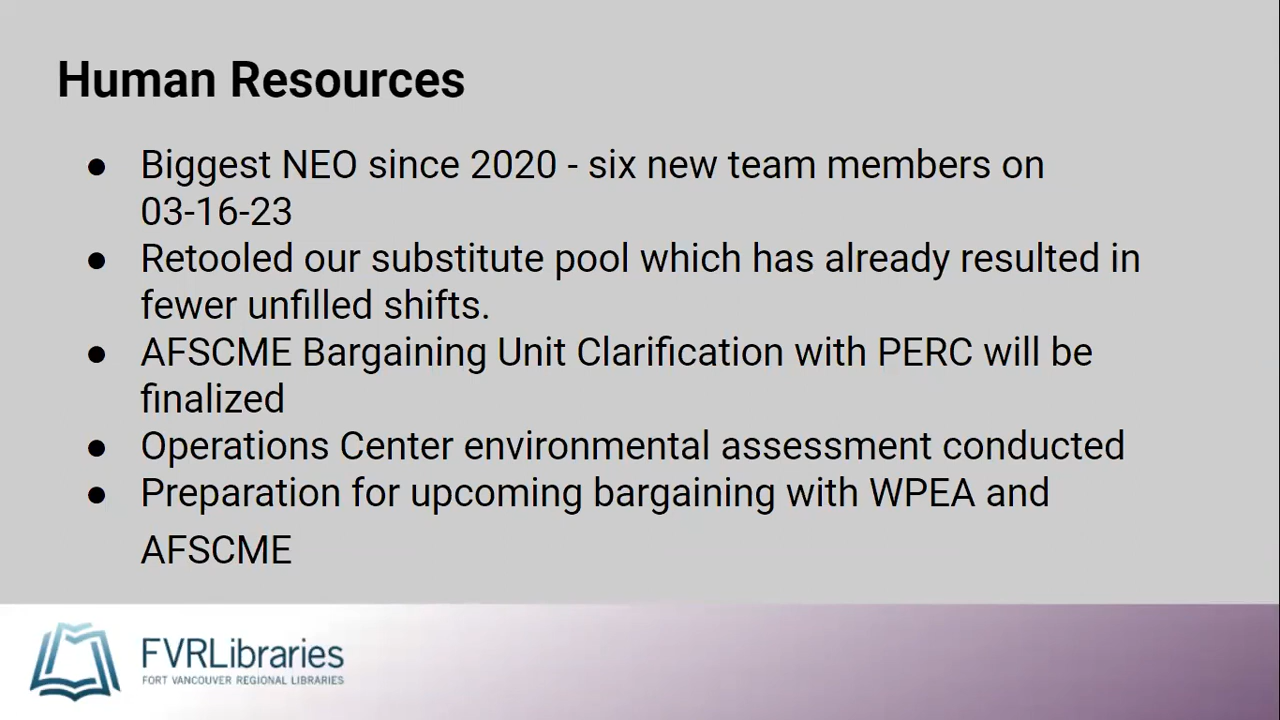 Human Resources
● Biggest NEO since 2020 - six new team members on
03-16-23
● Retooled our substitute pool which has already resulted in
fewer unfilled shifts.
● AFSCME Bargaining Unit Clarification with PERC will be
finalized
● Operations Center environmental assessment conducted
● Preparation for upcoming bargaining with WPEA and
AFSCME
FVRLibraries
FORT VANCOUVER REGIONAL LIBRARIES